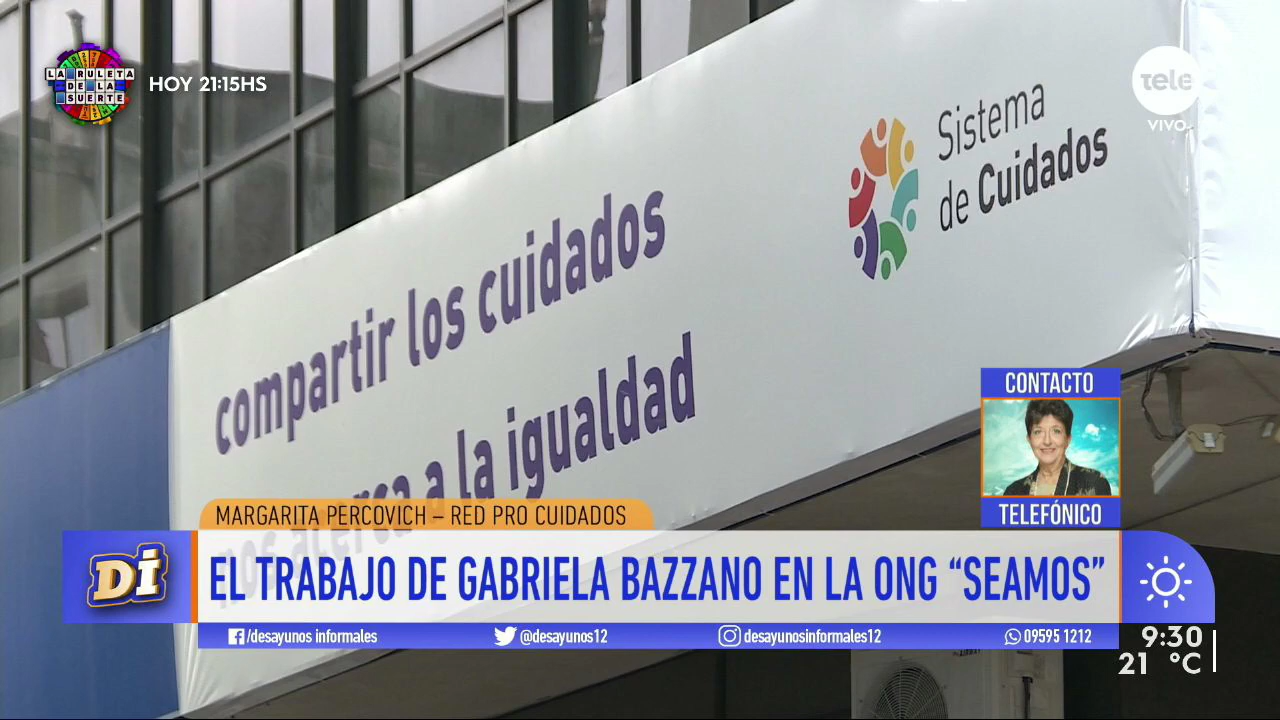 LA RULETA
DE LA
SUERTE
HOY 21:15HS
tele
VIVO
Sistema
de Cuidados
compartir los cuidados
nos acerca a la igualdad
CONTACTO
TELEFÓNICO
MARGARITA PERCOVICH – RED PRO CUIDADOS
Di
EL TRABAJO DE GABRIELA BAZZANO EN LA ONG “SEAMOS”
/desayunos informales
@desayunos12
desayunosinformales12
09595 1212
9:30
21 °C